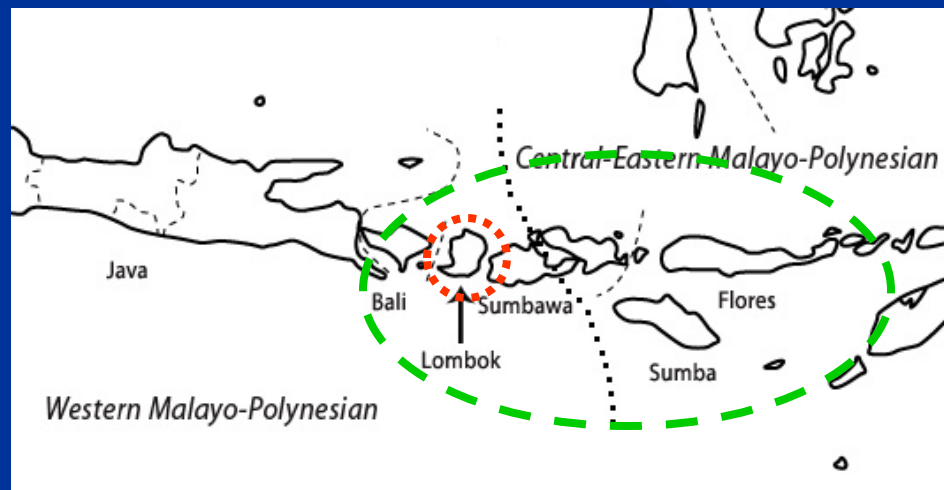 Central-Eastern Malayo-Polynesian
Java
Bali
Sumbawa
Flores
Lombok
Sumba
Western Malayo-Polynesian